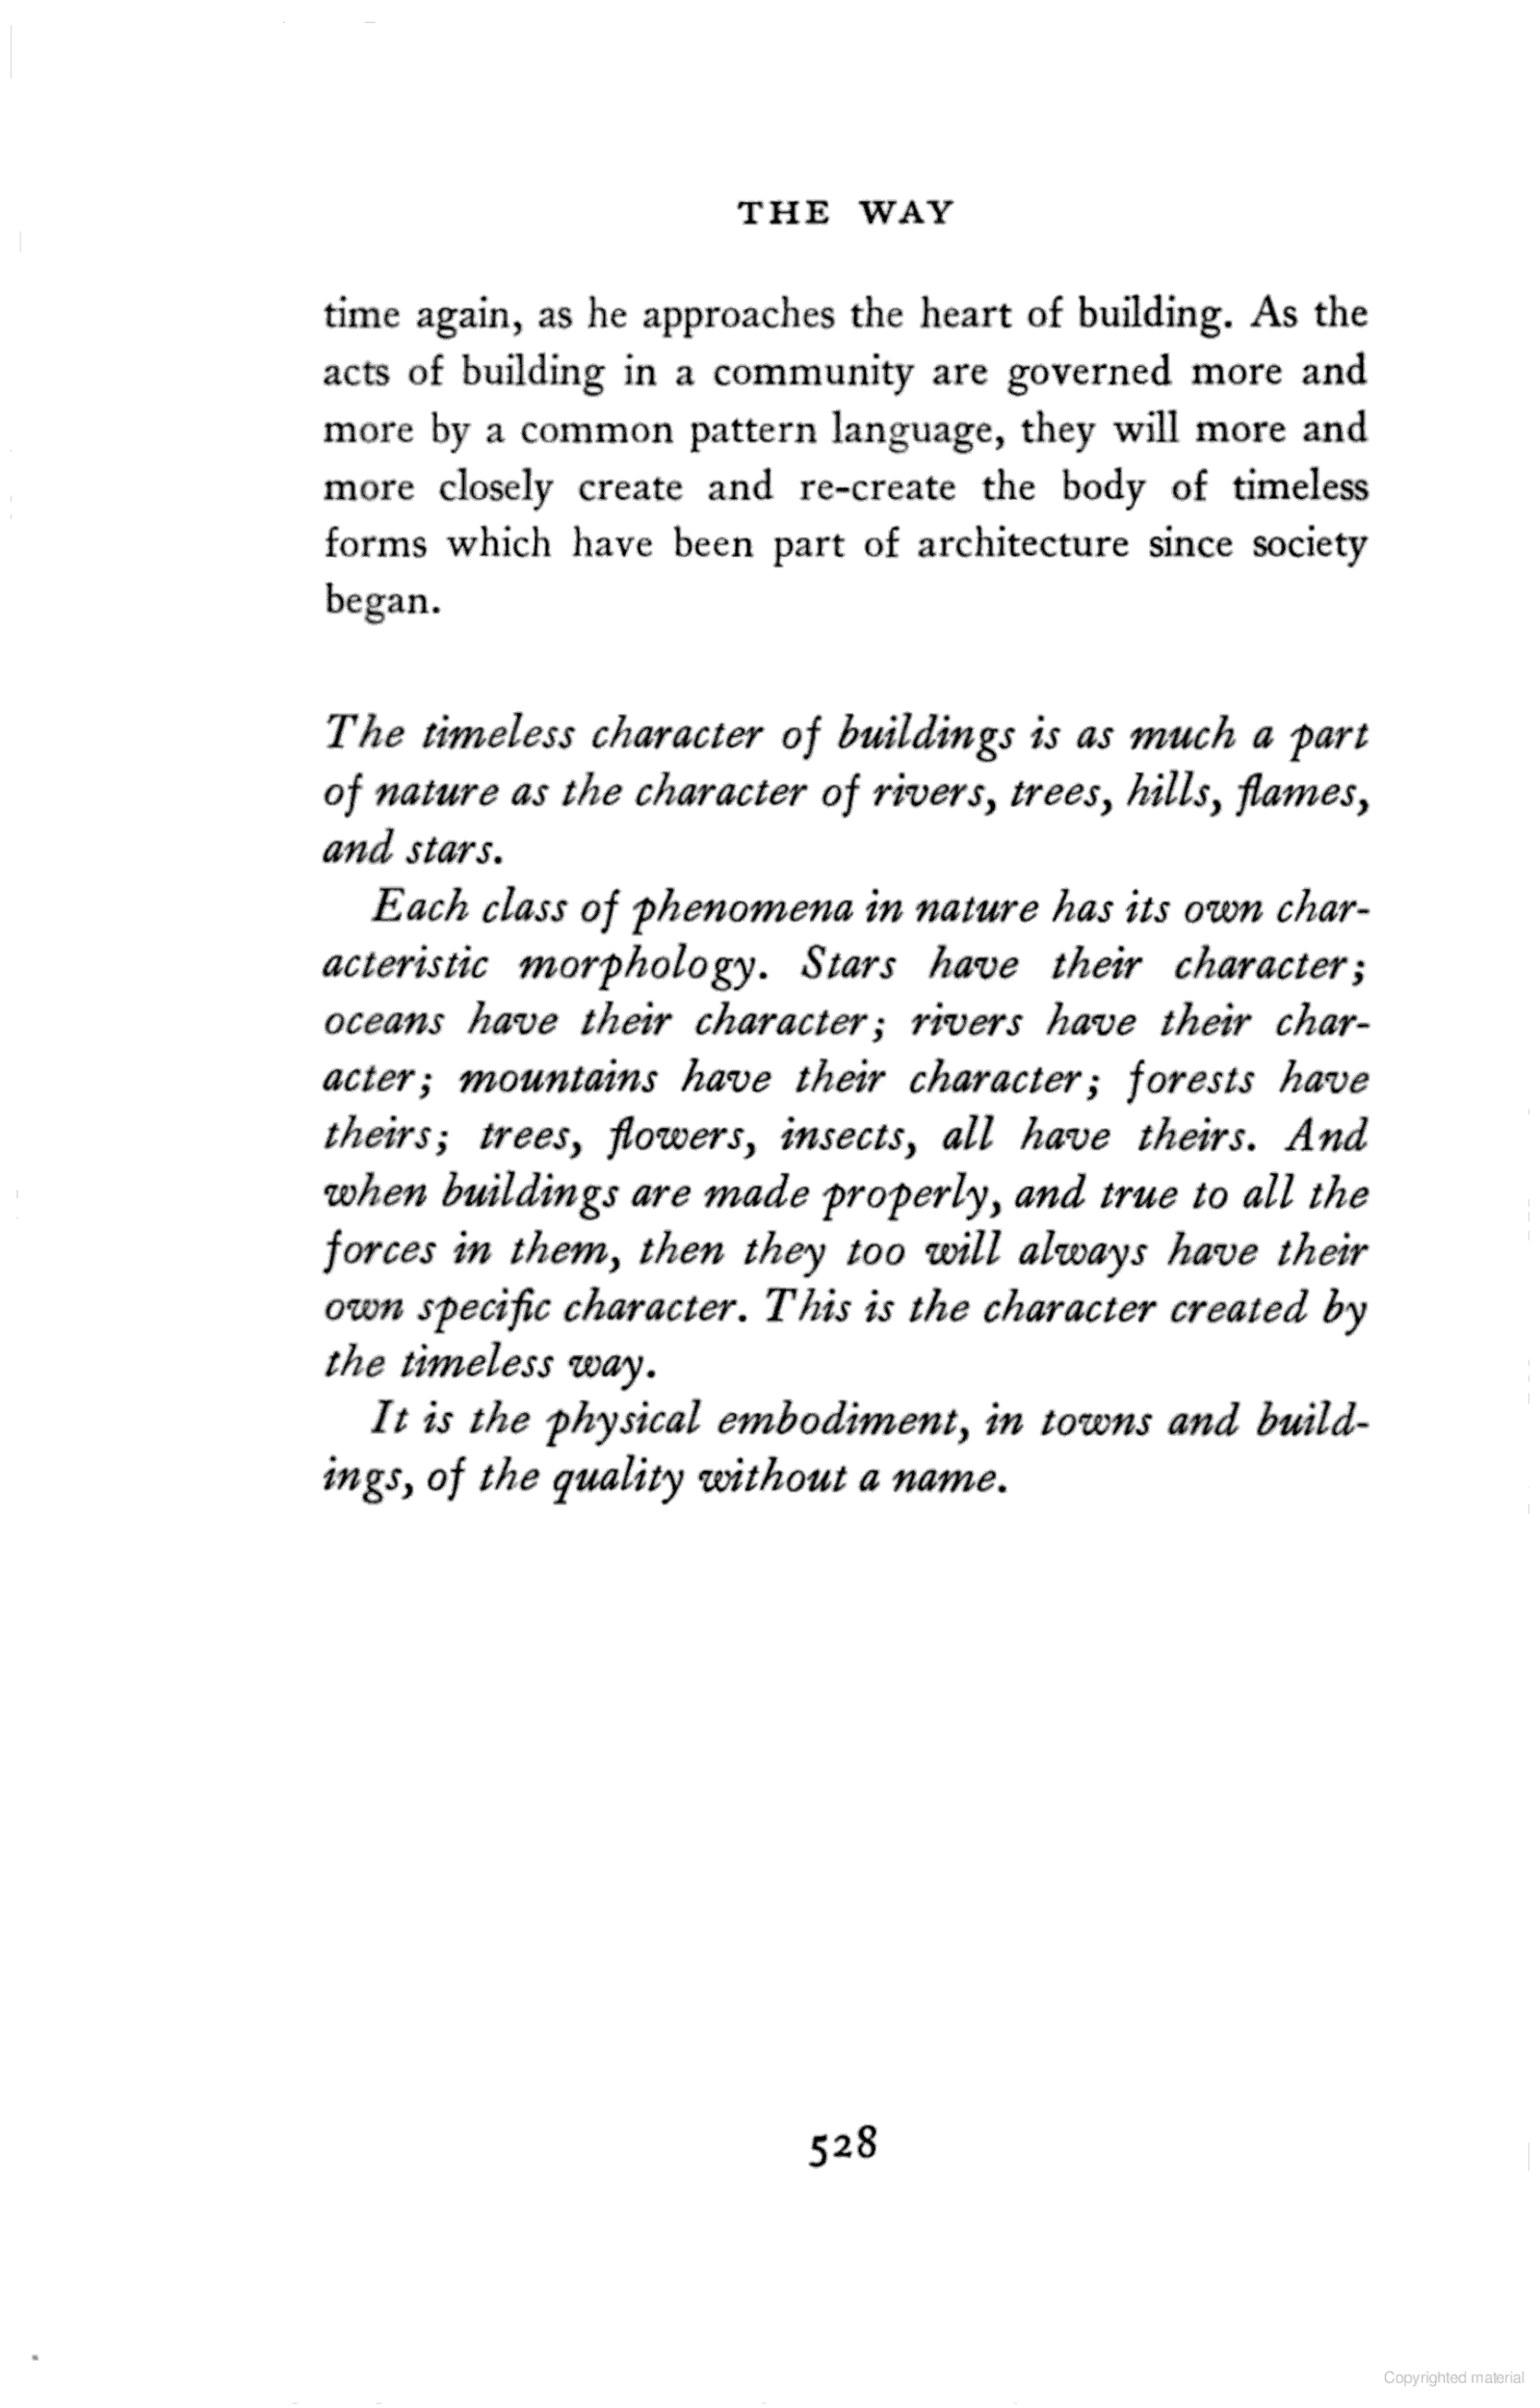 THE WAY
time again, as he approaches the heart of building. As the
acts of building in a community are governed more and
more by a common pattern language, they will more and
more closely create and re-create the body of timeless
forms which have been part of architecture since society
began.
The timeless character of buildings is as much a part
of nature as the character of rivers, trees, hills, flames,
and stars.
Each class of phenomena in nature has its own char-
acteristic morphology. Stars have their character;
oceans have their character; rivers have their char-
acter; mountains have their character; forests have
theirs; trees, flowers, insects, all have theirs. And
when buildings are made properly, and true to all the
forces in them, then they too will always have their
own specific character. This is the character created by
the timeless way.
It is the physical embodiment, in towns and build-
ings, of the quality without a name.
528
Copyrighted material